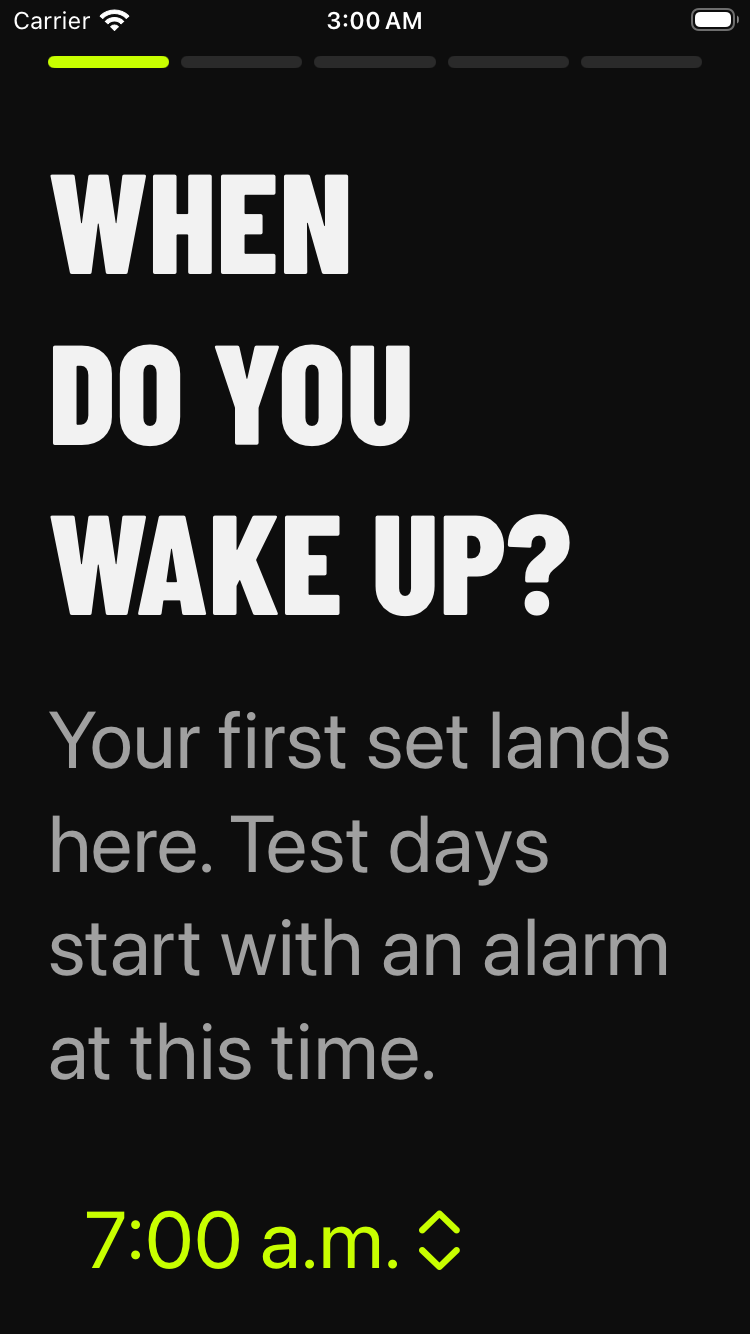 Carrier 3:00 AM
WHEN
DO YOU
WAKE UP?
Your first set lands
here. Test days
start with an alarm
at this time.
7:00 a.m.